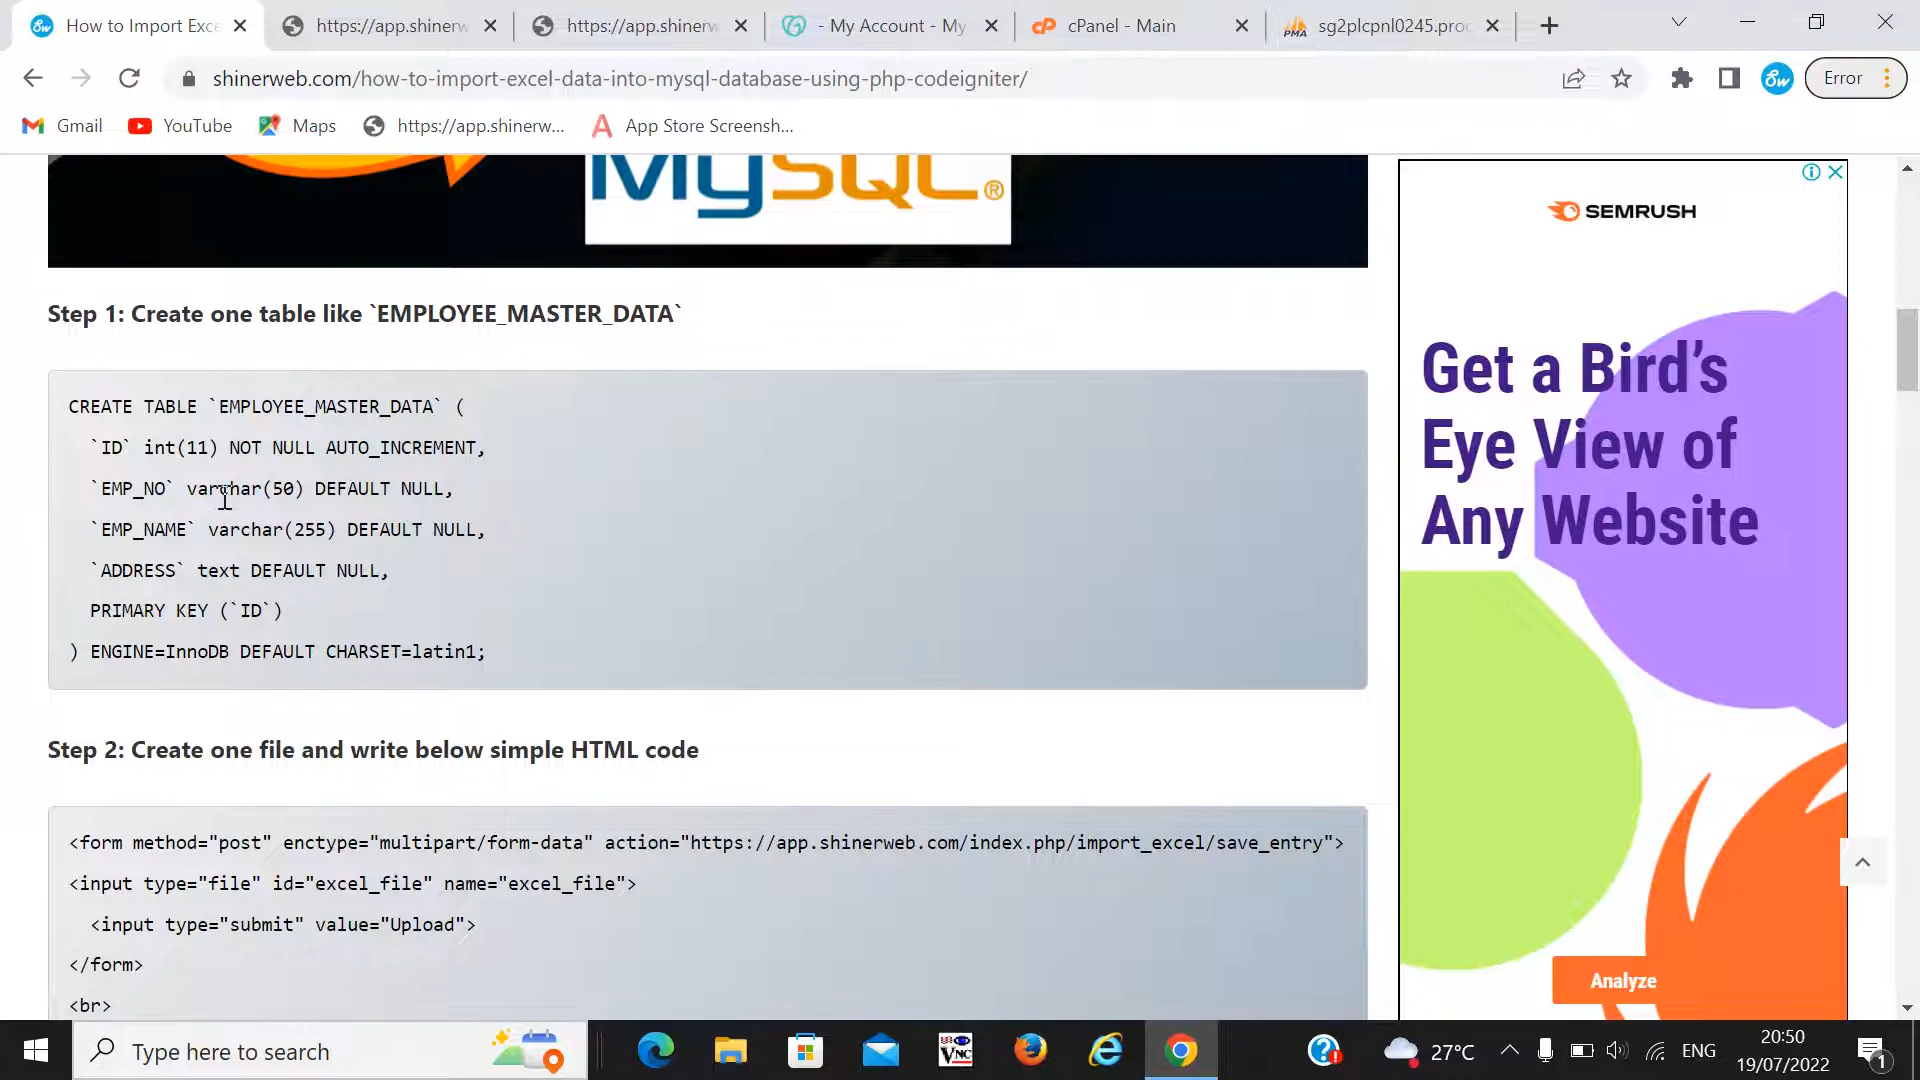 How to Import Exce
https://app.shinerw
https://app.shinerw
- My Account - My
cPanel - Main
sg2plcpnl0245.proc
shinerweb.com/how-to-import-excel-data-into-mysql-database-using-php-codeigniter/
Error
Gmail
YouTube
Maps
https://app.shinerw...
App Store Screensh...
MySQL®
Step 1: Create one table like `EMPLOYEE_MASTER_DATA`
CREATE TABLE `EMPLOYEE_MASTER_DATA` (
`ID` int(11) NOT NULL AUTO_INCREMENT,
`EMP_NO` varchar(50) DEFAULT NULL,
`EMP_NAME` varchar(255) DEFAULT NULL,
`ADDRESS` text DEFAULT NULL,
PRIMARY KEY (`ID`)
) ENGINE=InnoDB DEFAULT CHARSET=latin1;
Step 2: Create one file and write below simple HTML code
<form method="post" enctype="multipart/form-data" action="https://app.shinerweb.com/index.php/import_excel/save_entry">
<input type="file" id="excel_file" name="excel_file">
<input type="submit" value="Upload">
</form>
<br>
SEMRUSH
Get a Bird's
Eye View of
Any Website
Analyze
Type here to search
27°C
ENG
20:50
19/07/2022
1